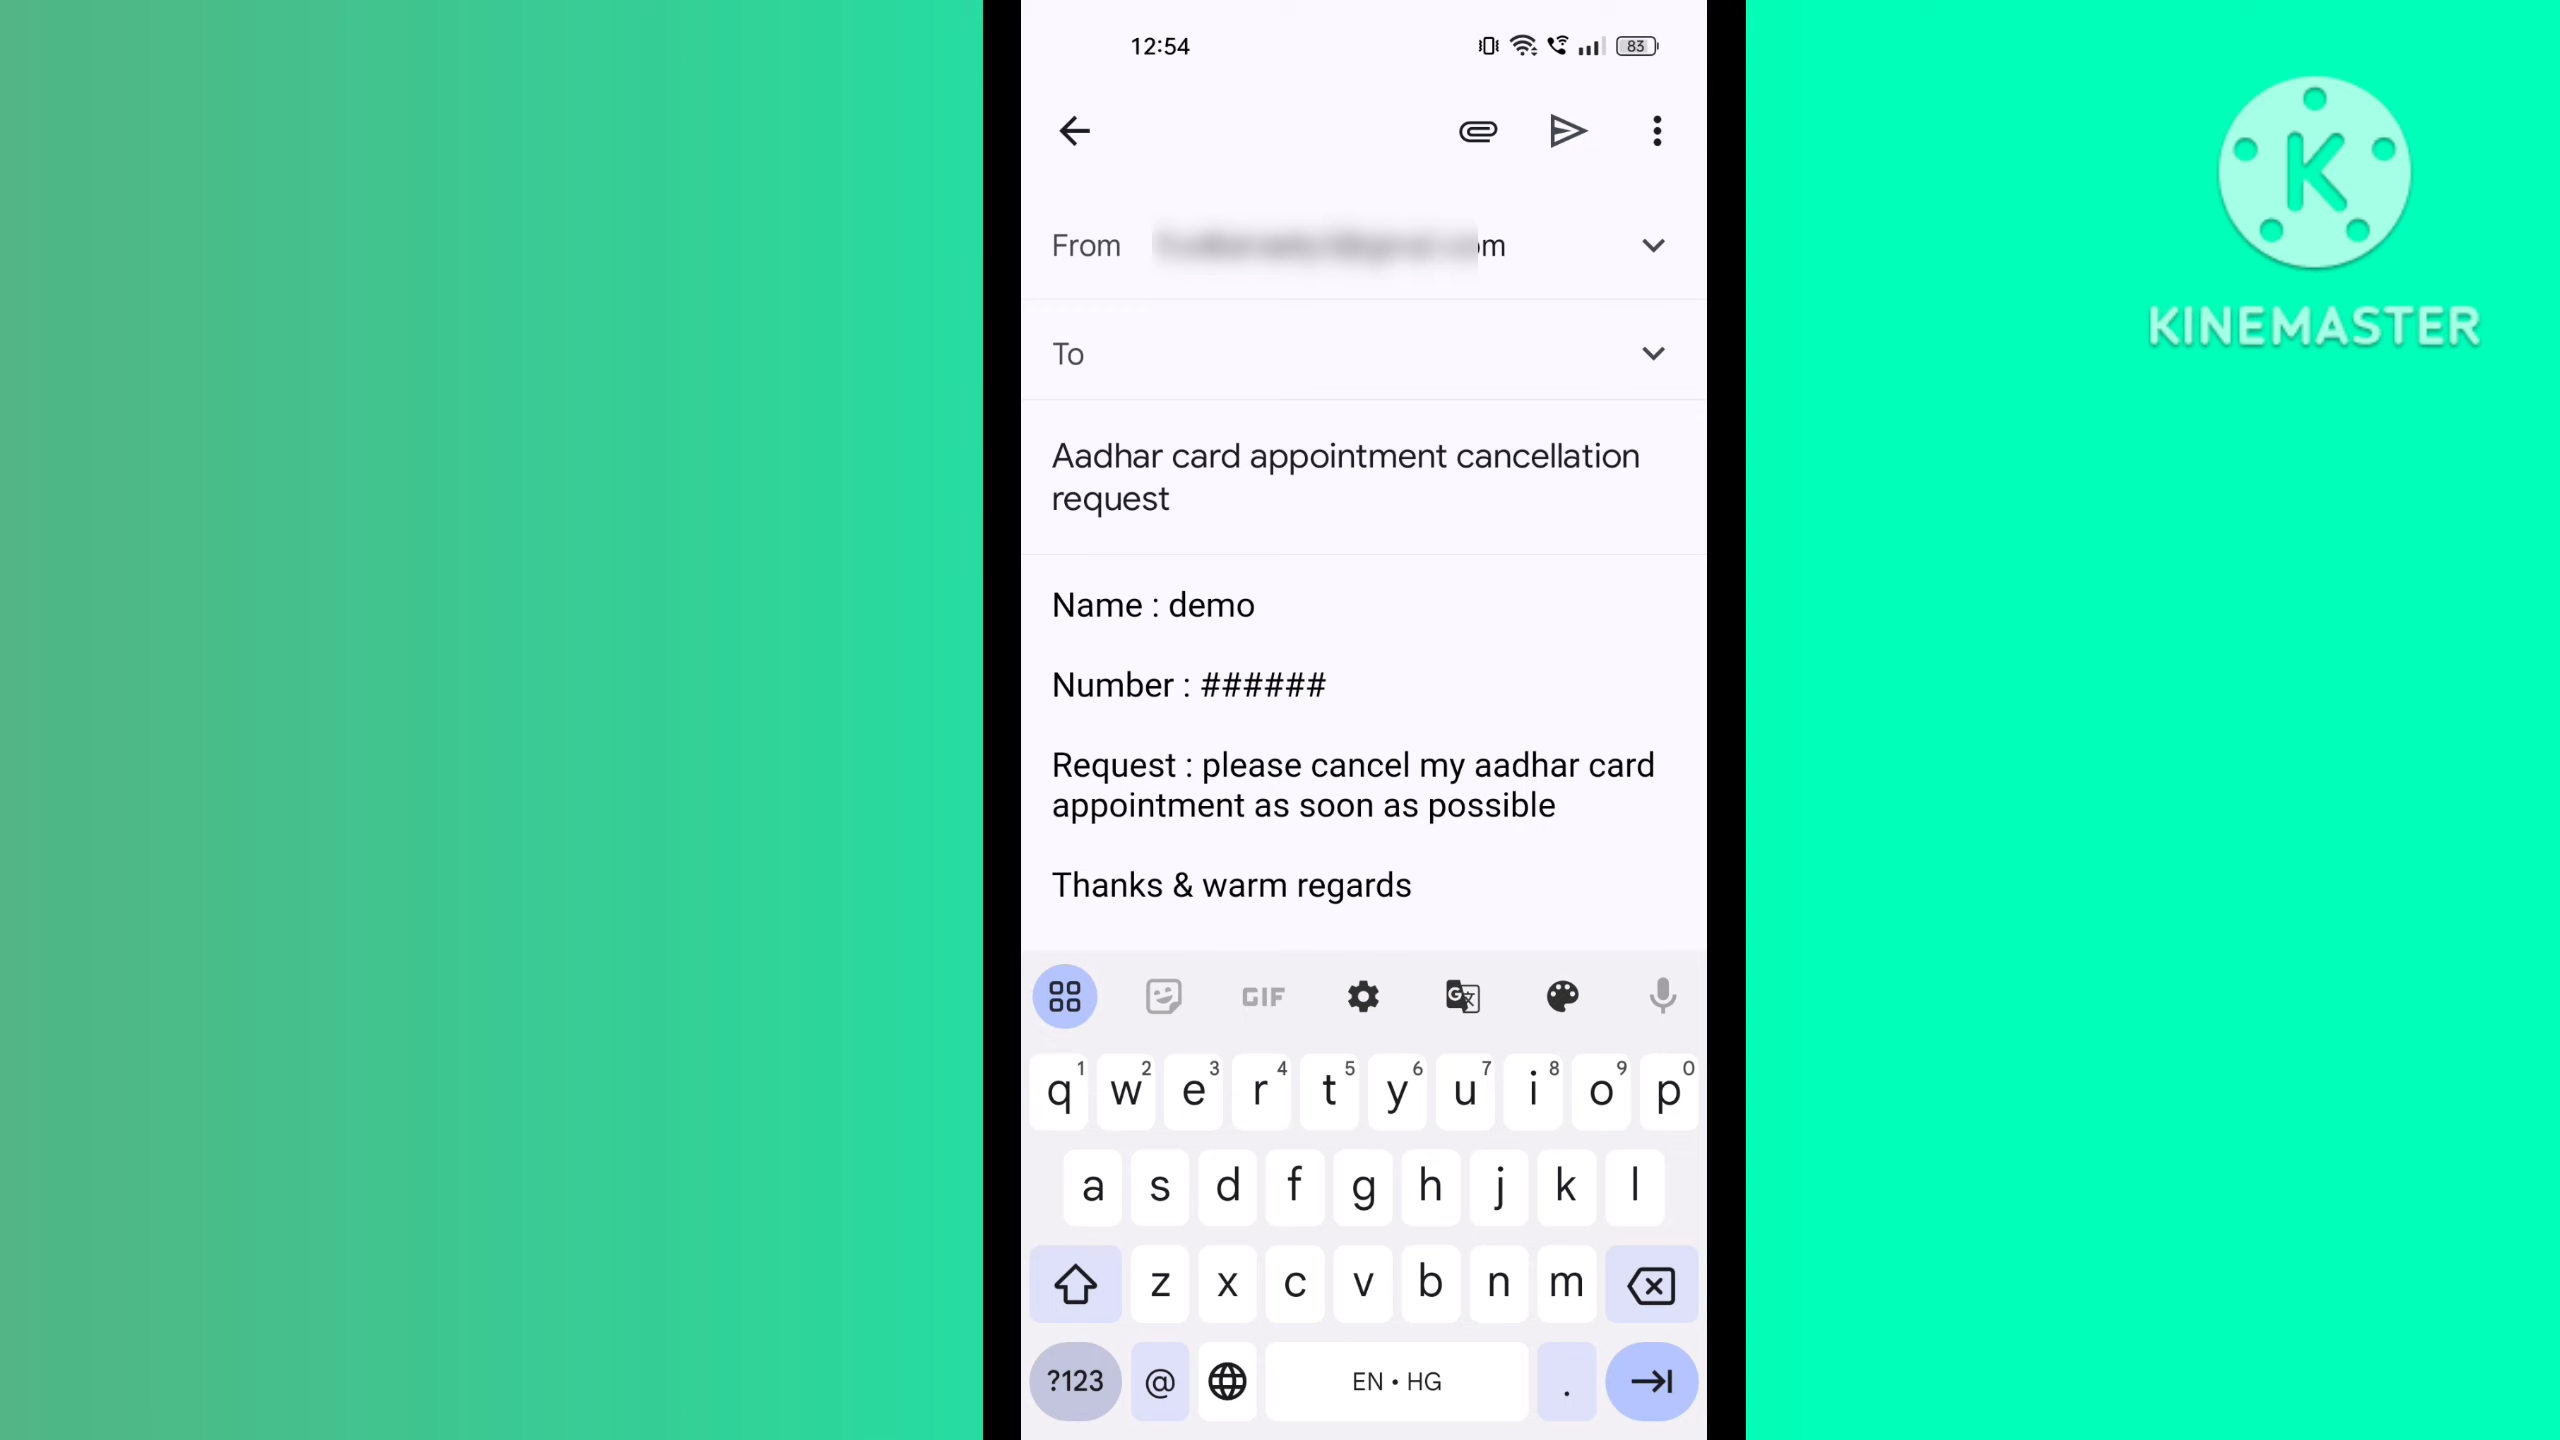 12:54
83
KINEMASTER
From
To
Aadhar card appointment cancellation
request
Name : demo
Number : ######
Request : please cancel my aadhar card
appointment as soon as possible
Thanks & warm regards
GIF
q1 w2 e3 r4 t5 y6 u7 i8 o9 p0
a s d f g h j k l
z x c v b n m
?123 @ EN • HG .